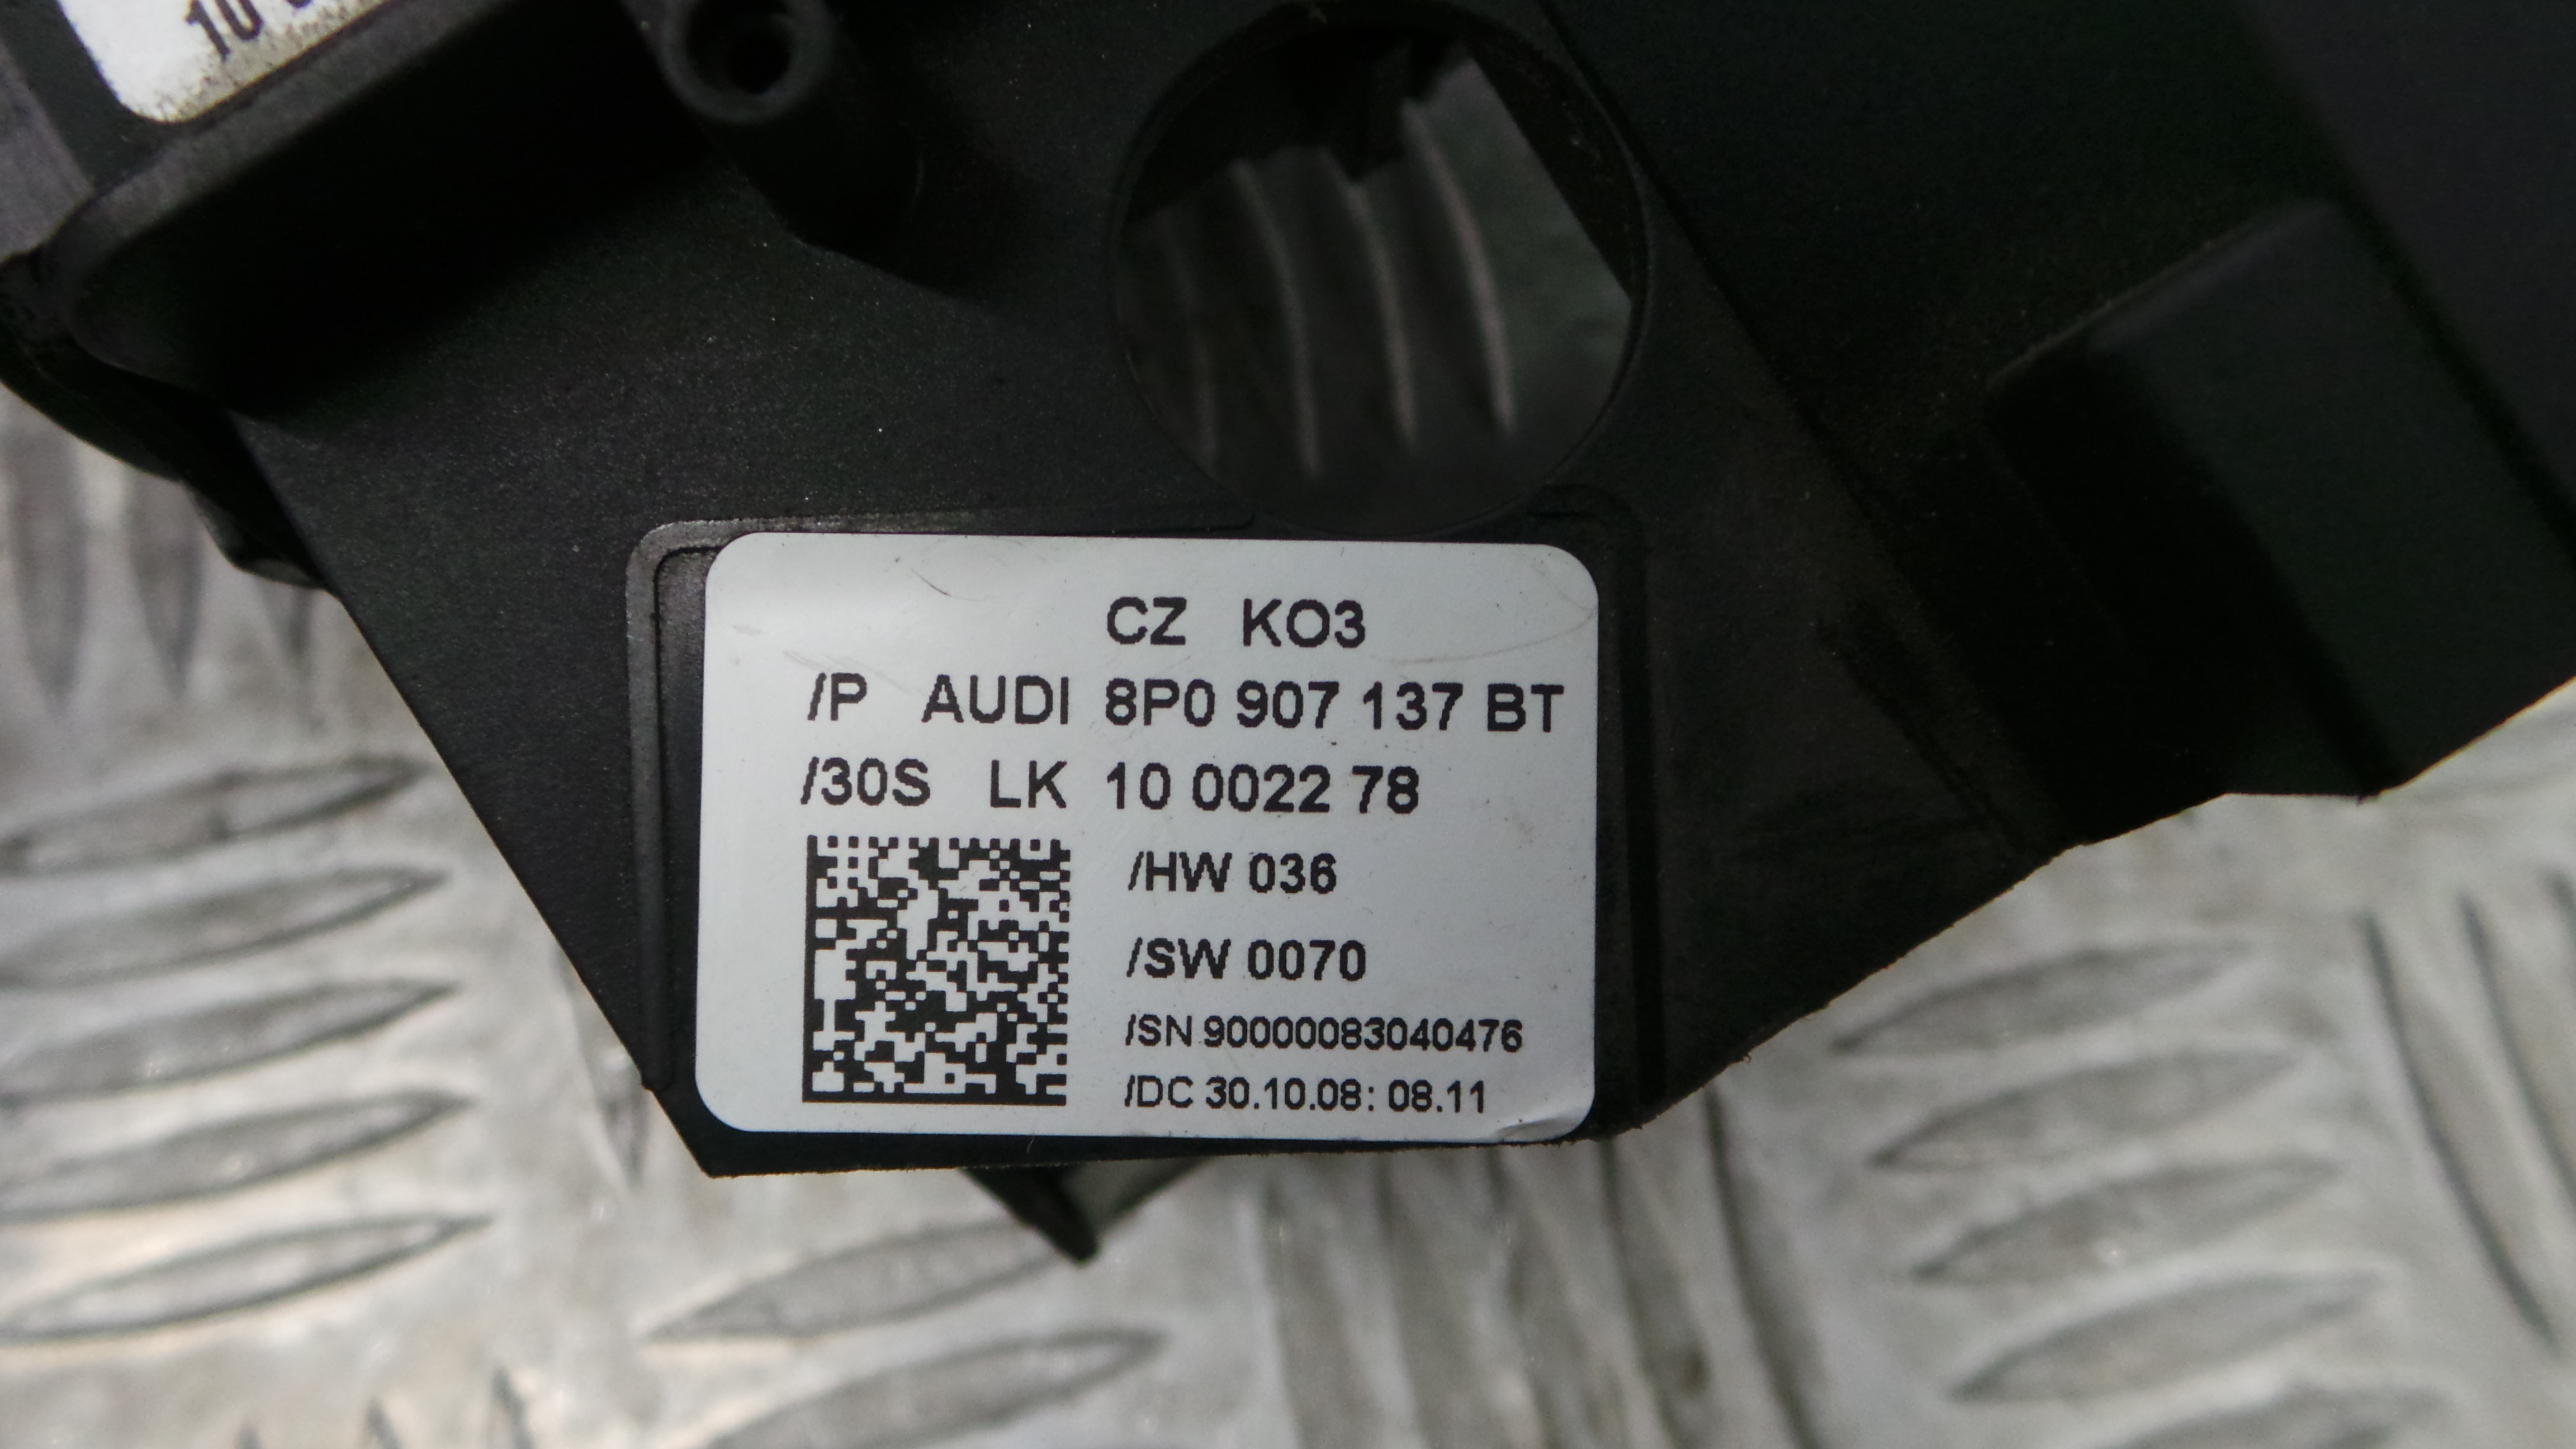 10
CZ KO3
/P AUDI 8P0 907 137 BT
/30S LK 10 0022 78
/HW 036
/SW 0070
/SN 90000083040476
/DC 30.10.08: 08.11